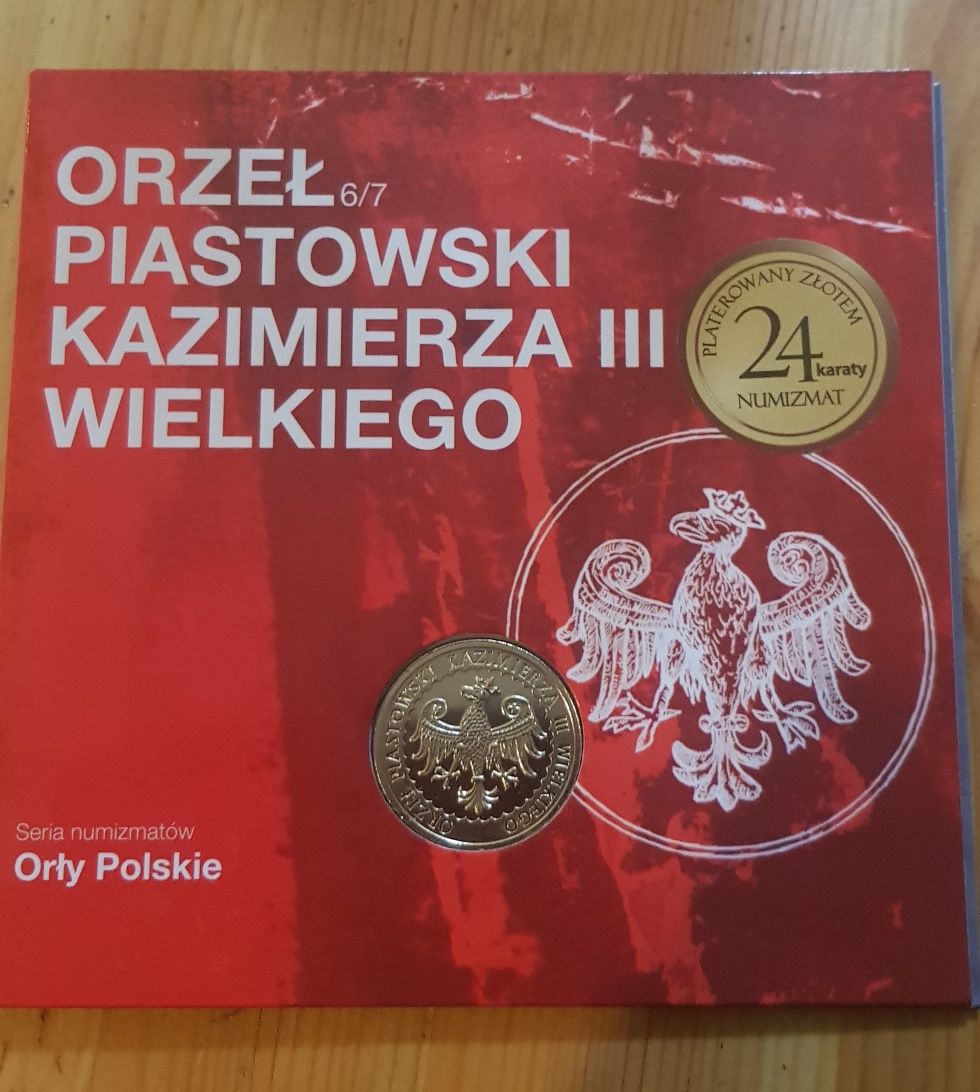 ORZEŁ 6/7
PIASTOWSKI
KAZIMIERZA III
WIELKIEGO
PLATEROWANY ZŁOTEM
24 karaty
NUMIZMAT
ORZEŁ PIASTOWSKI KAZIMIERZA III WIELKIEGO
Seria numizmatów
Orły Polskie